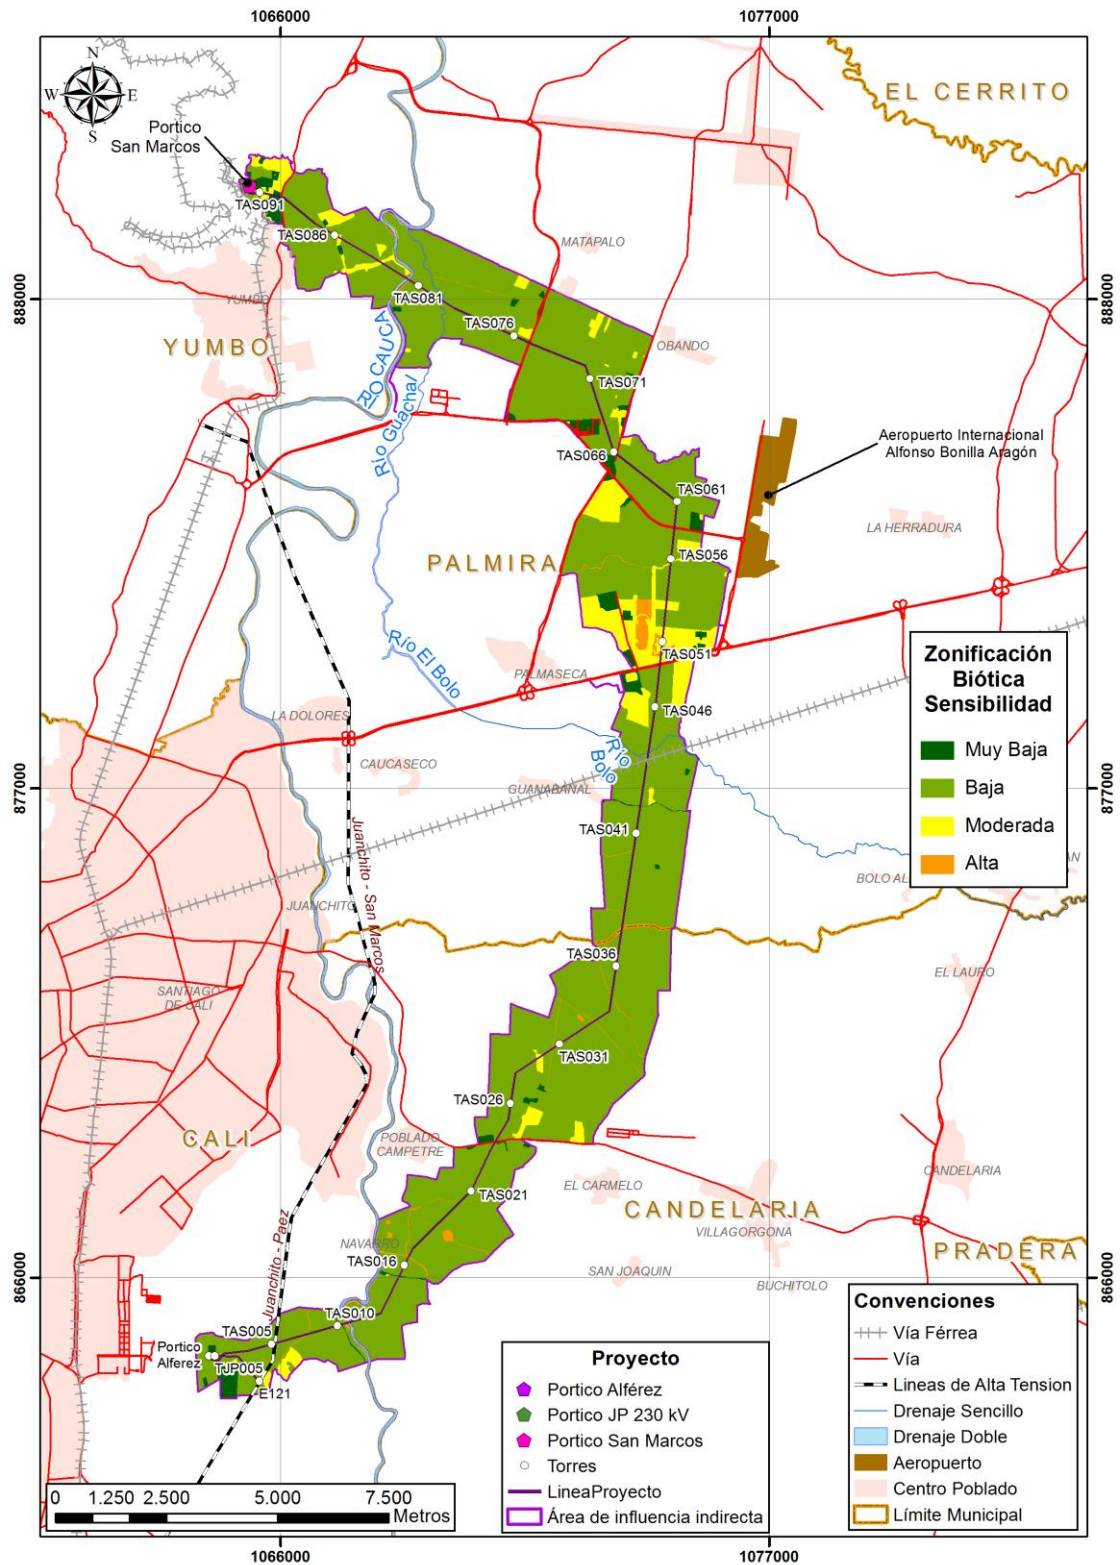 1066000
1077000
N
W
E
S
EL CERRITO
Portico
San Marcos
TAS091
TAS086
MATAPALO
TAS081
888000
888000
YUMBO
TAS076
RÍO CAUCA
OBANDO
YUMBO
TAS071
Río Guachal
Aeropuerto Internacional
Alfonso Bonilla Aragón
TAS066
TAS061
LA HERRADURA
TAS056
PALMIRA
Río El Bolo
TAS051
PALMASECA
Zonificación
Biótica
Sensibilidad
Muy Baja
Baja
Moderada
Alta
LA DOLORES
TAS046
Río
Bolo
CAUCASECO
GUANABANAL
877000
877000
TAS041
Juanchito - San Marcos
BOLO AL
AN
JUANCHITO
TAS036
EL LAURO
SANTIAGO
DE CALI
TAS031
TAS026
CALI
POBLADO
CAMPETRE
CANDELARIA
EL CARMELO
TAS021
CANDELARIA
VILLAGORGONA
Juanchito - Paez
NAVARRO
PRADERA
TAS016
SAN JOAQUIN
BUCHITOLO
866000
866000
TAS010
TAS005
Portico
Alferez
TJP005
E121
Proyecto
Portico Alférez
Portico JP 230 kV
Portico San Marcos
Torres
LineaProyecto
Área de influencia indirecta
Convenciones
Vía Férrea
Vía
Lineas de Alta Tension
Drenaje Sencillo
Drenaje Doble
Aeropuerto
Centro Poblado
Límite Municipal
0 1.250 2.500 5.000 7.500
Metros
1066000
1077000